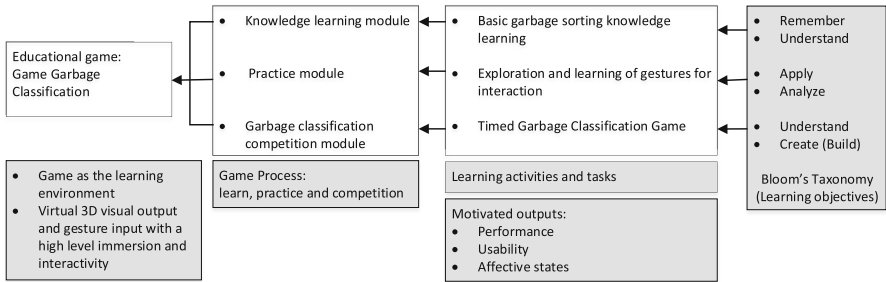 Educational game:
Game Garbage
Classification
• Game as the learning
environment
• Virtual 3D visual output
and gesture input with a
high level immersion and
interactivity
• Knowledge learning module
• Practice module
• Garbage classification
competition module
Game Process:
learn, practice and competition
• Basic garbage sorting knowledge
learning
• Exploration and learning of gestures for
interaction
• Timed Garbage Classification Game
Learning activities and tasks
Motivated outputs:
• Performance
• Usability
• Affective states
• Remember
• Understand
• Apply
• Analyze
• Understand
• Create (Build)
Bloom's Taxonomy
(Learning objectives)